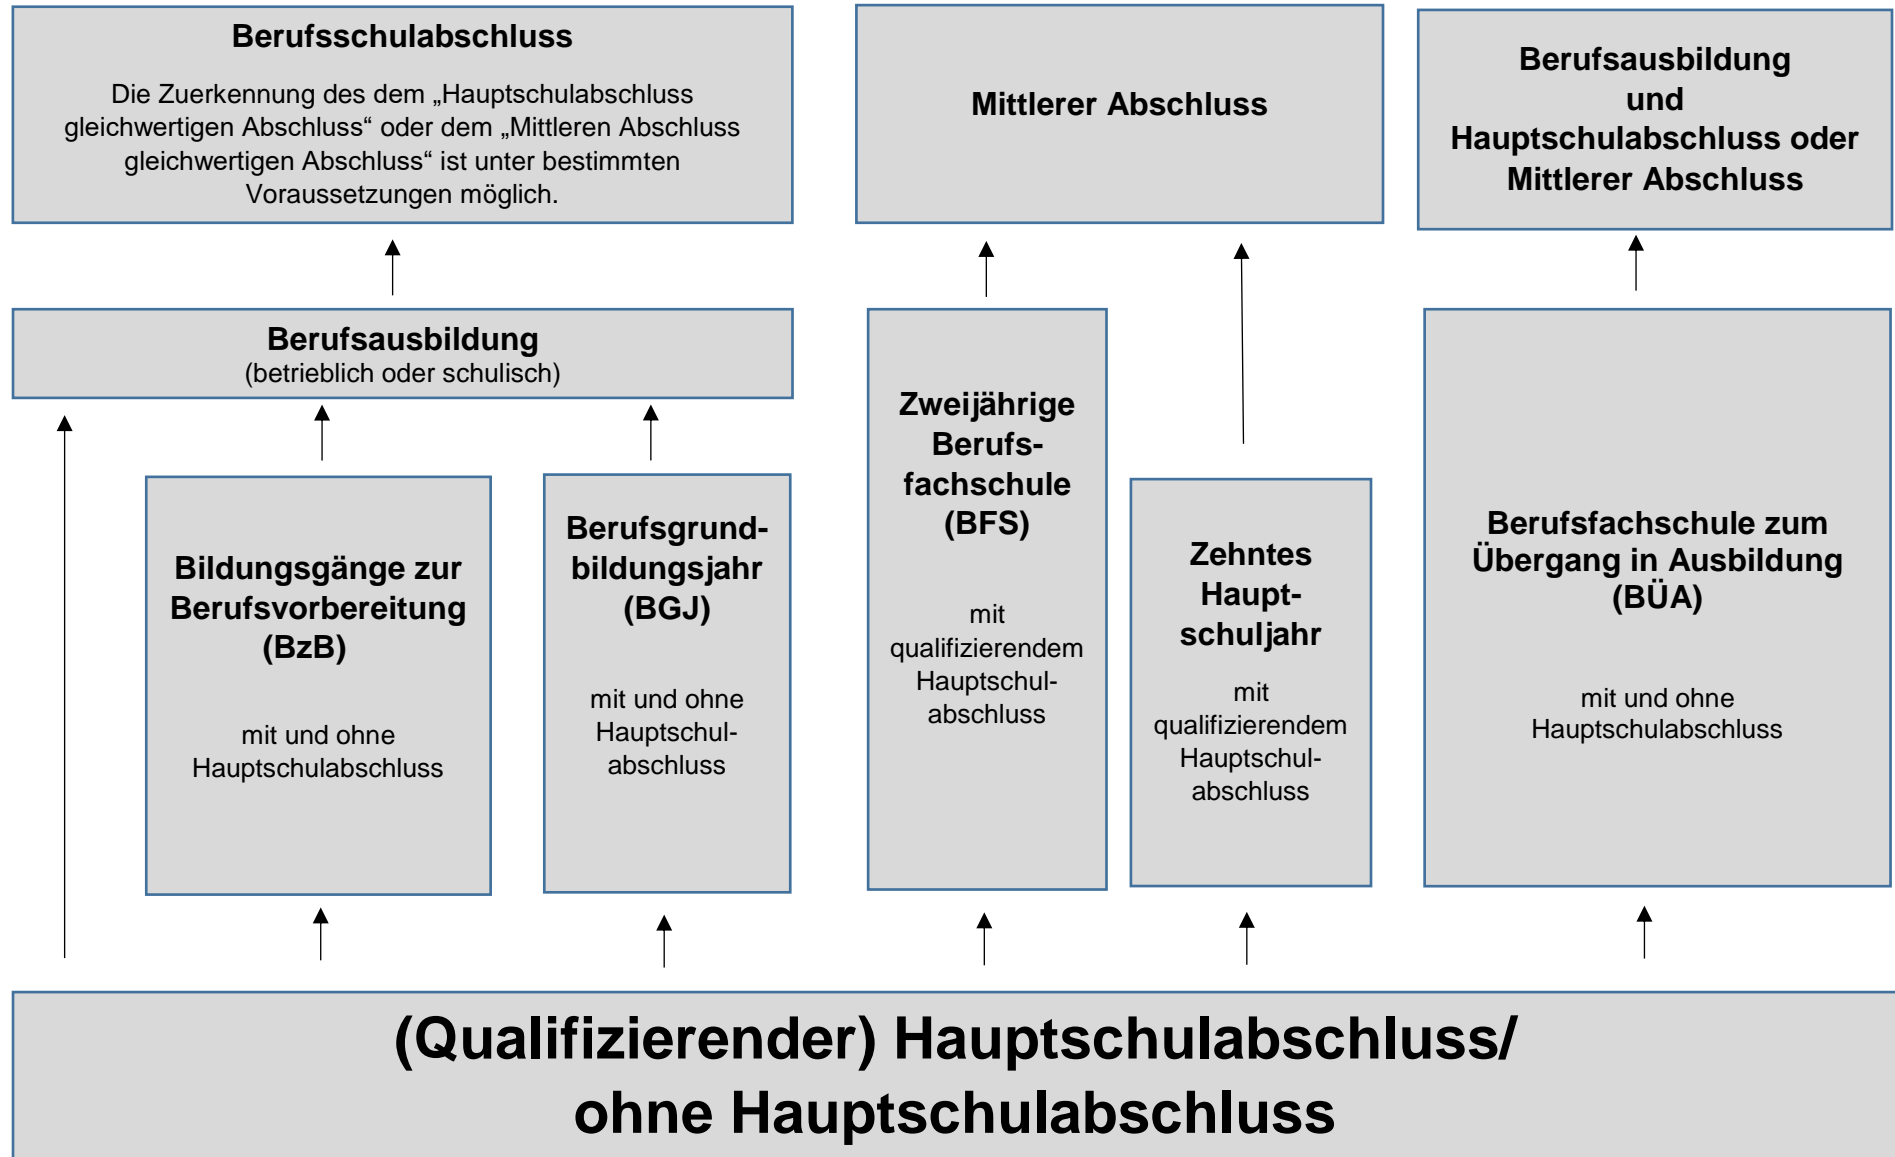 Berufsschulabschluss
Die Zuerkennung des dem „Hauptschulabschluss
gleichwertigen Abschluss“ oder dem „Mittleren Abschluss
gleichwertigen Abschluss“ ist unter bestimmten
Voraussetzungen möglich.
Mittlerer Abschluss
Berufsausbildung
und
Hauptschulabschluss oder
Mittlerer Abschluss
Berufsausbildung
(betrieblich oder schulisch)
Bildungsgänge zur
Berufsvorbereitung
(BzB)
mit und ohne
Hauptschulabschluss
Berufsgrund-
bildungsjahr
(BGJ)
mit und ohne
Hauptschul-
abschluss
Zweijährige
Berufs-
fachschule
(BFS)
mit
qualifizierendem
Hauptschul-
abschluss
Zehntes
Haupt-
schuljahr
mit
qualifizierendem
Hauptschul-
abschluss
Berufsfachschule zum
Übergang in Ausbildung
(BÜA)
mit und ohne
Hauptschulabschluss
(Qualifizierender) Hauptschulabschluss/
ohne Hauptschulabschluss